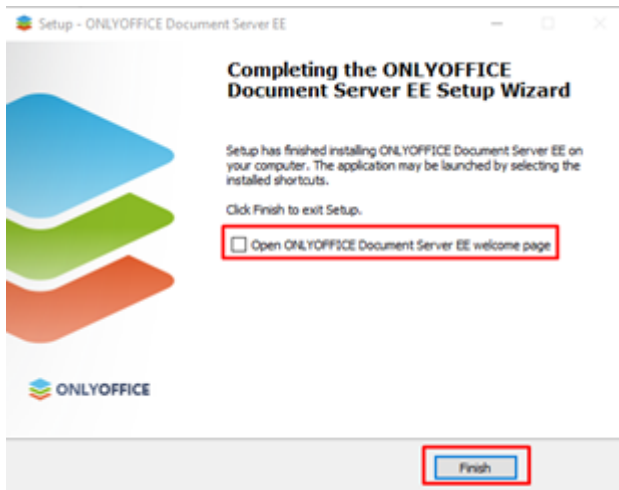 Setup - ONLYOFFICE Document Server EE
Completing the ONLYOFFICE
Document Server EE Setup Wizard
Setup has finished installing ONLYOFFICE Document Server EE on
your computer. The application may be launched by selecting the
installed shortcuts.
Click Finish to exit Setup.
Open ONLYOFFICE Document Server EE welcome page
ONLYOFFICE
Finish